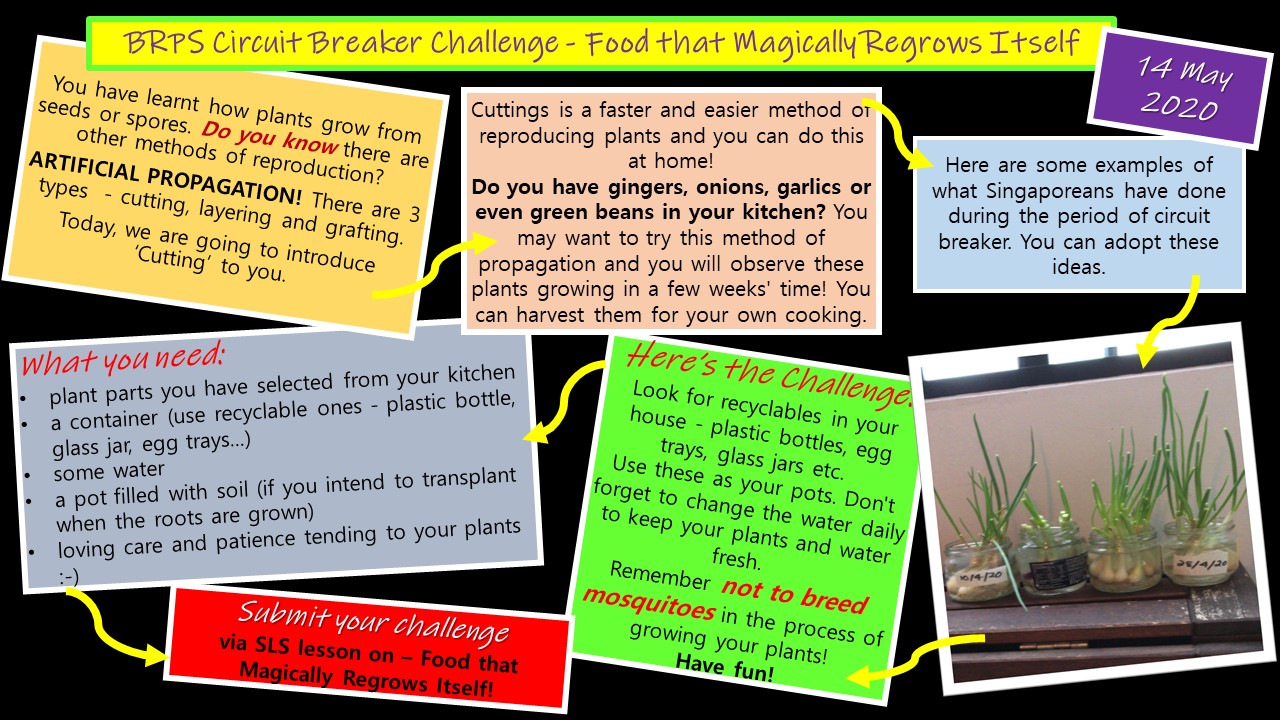 BRPS Circuit Breaker Challenge - Food that Magically Regrows Itself
14 May
2020
You have learnt how plants grow from
seeds or spores. Do you know there are
other methods of reproduction?
ARTIFICIAL PROPAGATION! There are 3
types - cutting, layering and grafting.
Today, we are going to introduce
'Cutting' to you.
Cuttings is a faster and easier method of
reproducing plants and you can do this
at home!
Do you have gingers, onions, garlics or
even green beans in your kitchen? You
may want to try this method of
propagation and you will observe these
plants growing in a few weeks' time! You
can harvest them for your own cooking.
Here are some examples of
what Singaporeans have done
during the period of circuit
breaker. You can adopt these
ideas.
10/4/20
28/4/20
Here's the Challenge:
Look for recyclables in your
house - plastic bottles, egg
trays, glass jars etc.
Use these as your pots. Don't
forget to change the water daily
to keep your plants and water
fresh.
Remember not to breed
mosquitoes in the process of
growing your plants!
Have fun!
What you need:
• plant parts you have selected from your kitchen
• a container (use recyclable ones - plastic bottle,
glass jar, egg trays...)
• some water
• a pot filled with soil (if you intend to transplant
when the roots are grown)
• loving care and patience tending to your plants
:-)
Submit your challenge
via SLS lesson on – Food that
Magically Regrows Itself!